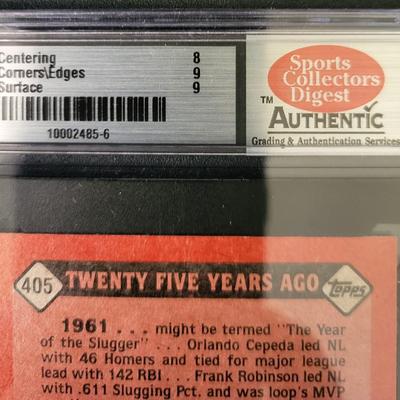 Centering 8
Corners\Edges 9
Surface 9
10002485-6
Sports
Collectors
Digest
™ AUTHENTIC
Grading & Authentication Services
405 TWENTY FIVE YEARS AGO topps
1961 . . . might be termed "The Year
of the Slugger" . . . Orlando Cepeda led NL
with 46 Homers and tied for major league
lead with 142 RBI . . . Frank Robinson led NL
with .611 Slugging Pct. and was loop's MVP